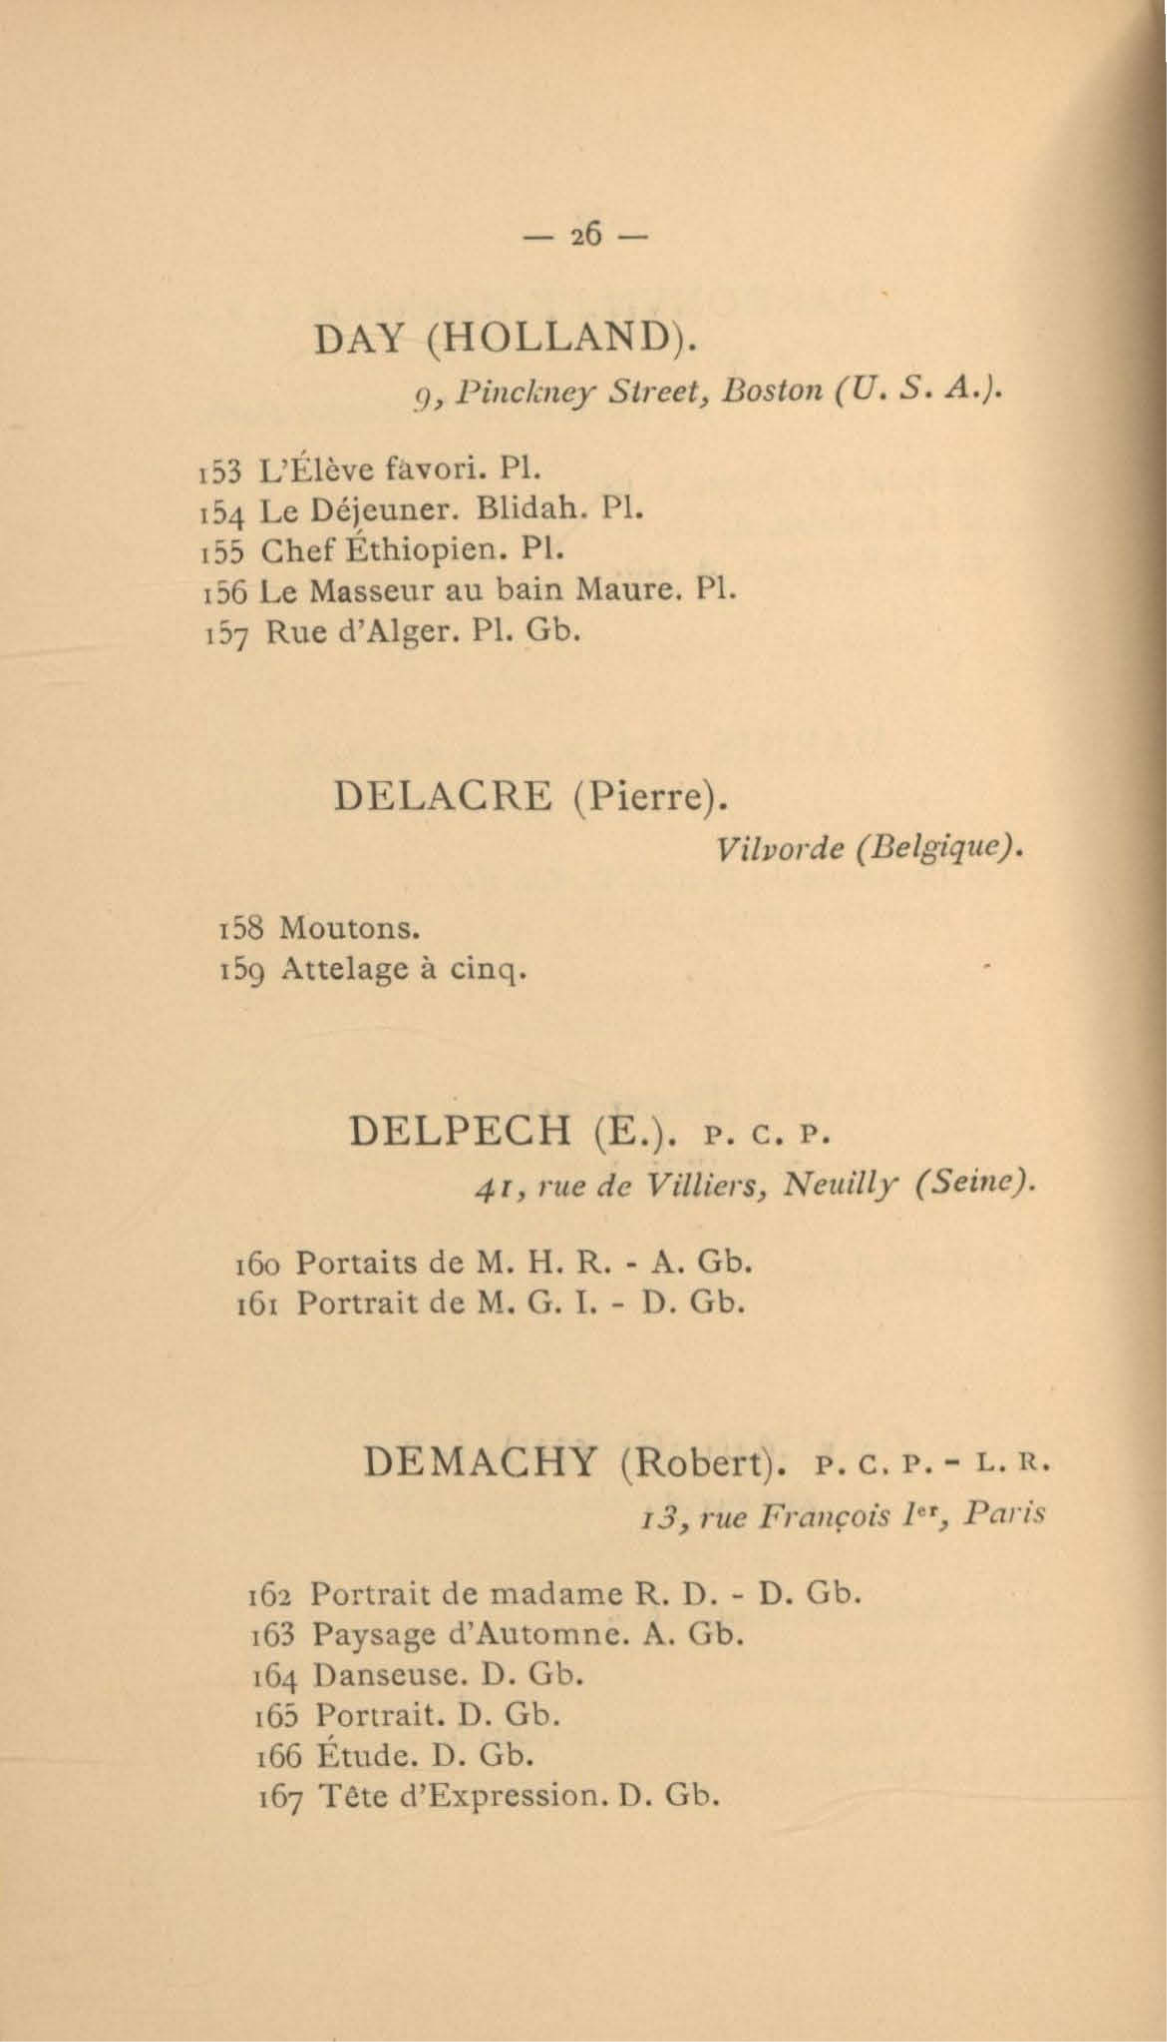 — 26 —
DAY (HOLLAND).
9, Pinckney Street, Boston (U. S. A.).
153 L'Élève favori. Pl.
154 Le Déjeuner. Blidah. Pl.
155 Chef Éthiopien. Pl.
156 Le Masseur au bain Maure. Pl.
157 Rue d'Alger. Pl. Gb.
DELACRE (Pierre).
Vilvorde (Belgique).
158 Moutons.
159 Attelage à cinq.
DELPECH (E.). P. C. P.
41, rue de Villiers, Neuilly (Seine).
160 Portaits de M. H. R. - A. Gb.
161 Portrait de M. G. I. - D. Gb.
DEMACHY (Robert). P. C. P. - L. R.
13, rue François Ier, Paris
162 Portrait de madame R. D. - D. Gb.
163 Paysage d'Automne. A. Gb.
164 Danseuse. D. Gb.
165 Portrait. D. Gb.
166 Étude. D. Gb.
167 Tête d'Expression. D. Gb.